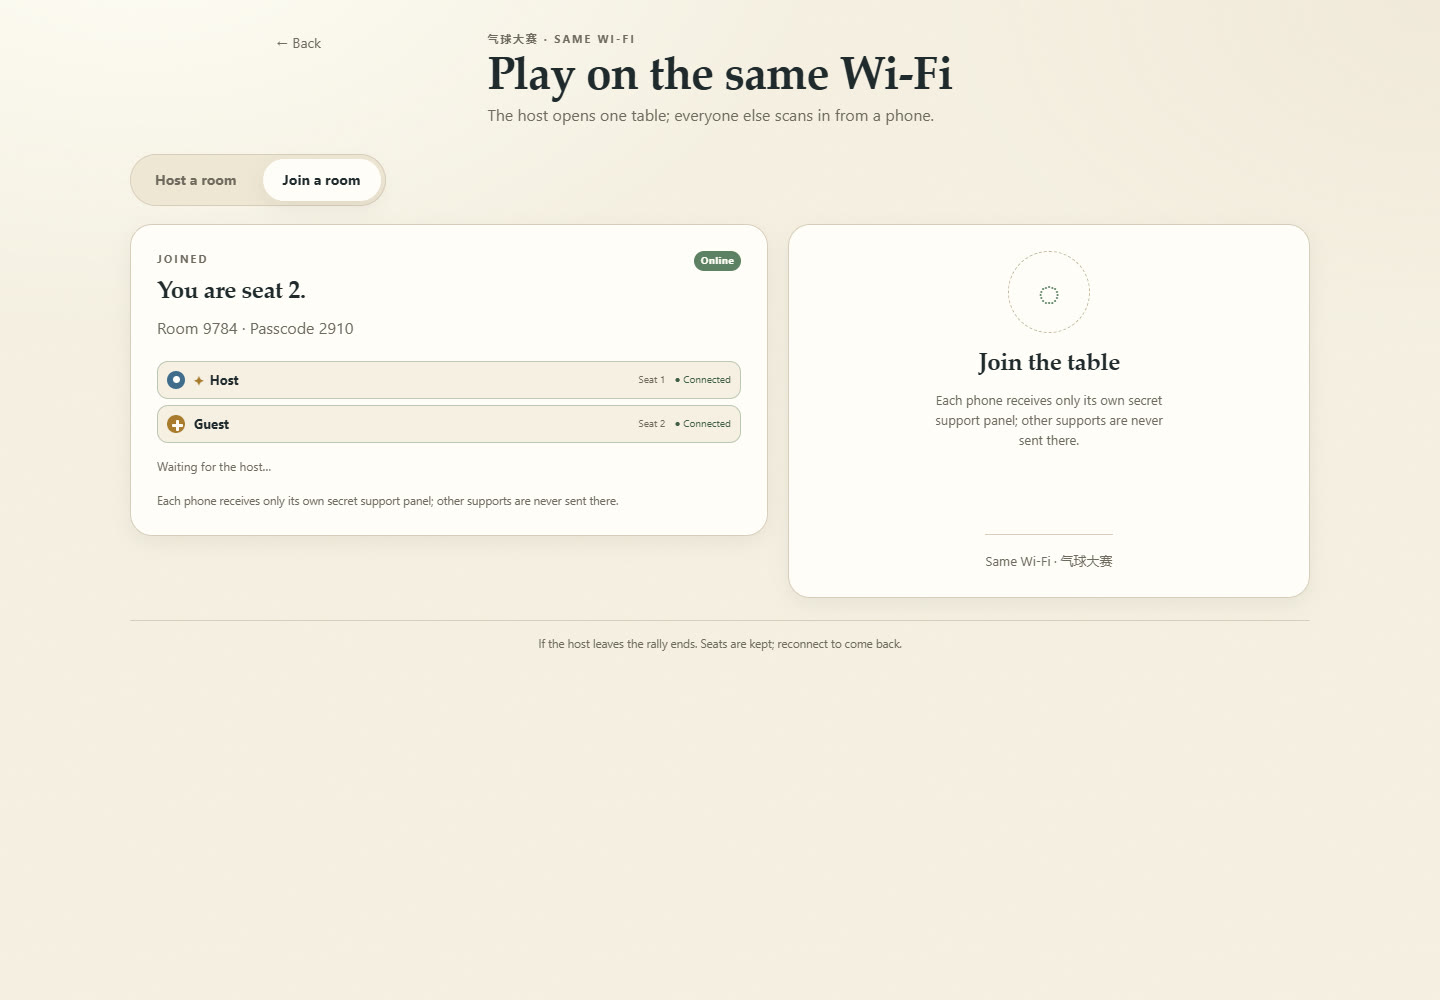 ← Back
气球大赛 · SAME WI-FI
Play on the same Wi-Fi
The host opens one table; everyone else scans in from a phone.
Host a room
Join a room
JOINED
Online
You are seat 2.
Room 9784 · Passcode 2910
✦ Host
Seat 1 ● Connected
Guest
Seat 2 ● Connected
Waiting for the host...
Each phone receives only its own secret support panel; other supports are never sent there.
Join the table
Each phone receives only its own secret
support panel; other supports are never
sent there.
Same Wi-Fi · 气球大赛
If the host leaves the rally ends. Seats are kept; reconnect to come back.